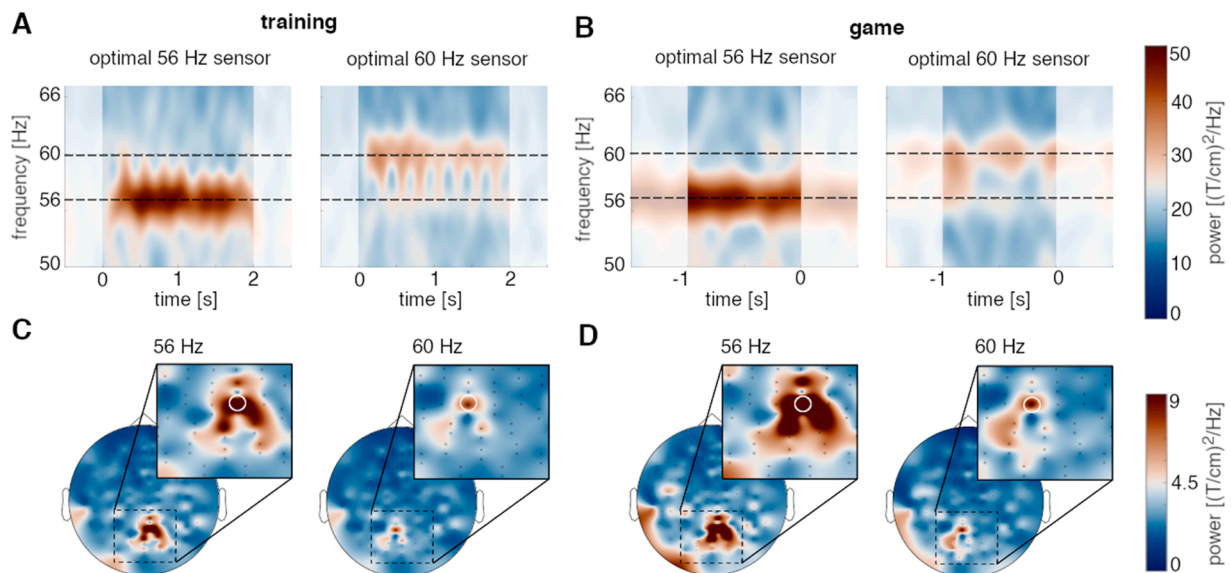 A training B game
optimal 56 Hz sensor optimal 60 Hz sensor optimal 56 Hz sensor optimal 60 Hz sensor
frequency [Hz] 66 60 56 50
0 1 2 0 1 2
time [s] time [s]
frequency [Hz] 66 60 56 50
-1 0 -1 0
time [s] time [s]
power [(T/cm)²/Hz] 50 40 30 20 10 0
C 56 Hz 60 Hz D 56 Hz 60 Hz
power [(T/cm)²/Hz] 9 4.5 0